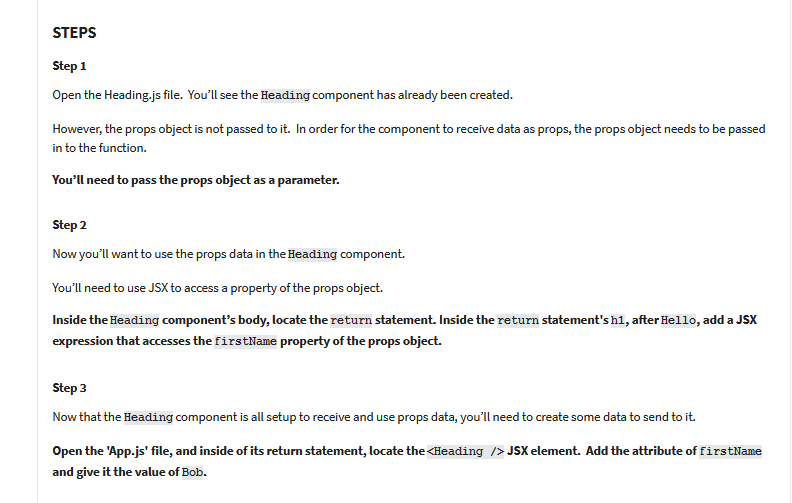 STEPS
Step 1
Open the Heading.js file. You'll see the Heading component has already been created.
However, the props object is not passed to it. In order for the component to receive data as props, the props object needs to be passed
in to the function.
You'll need to pass the props object as a parameter.
Step 2
Now you'll want to use the props data in the Heading component.
You'll need to use JSX to access a property of the props object.
Inside the Heading component's body, locate the return statement. Inside the return statement's h1, after Hello, add a JSX
expression that accesses the firstName property of the props object.
Step 3
Now that the Heading component is all setup to receive and use props data, you'll need to create some data to send to it.
Open the 'App.js' file, and inside of its return statement, locate the <Heading /> JSX element. Add the attribute of firstName
and give it the value of Bob.